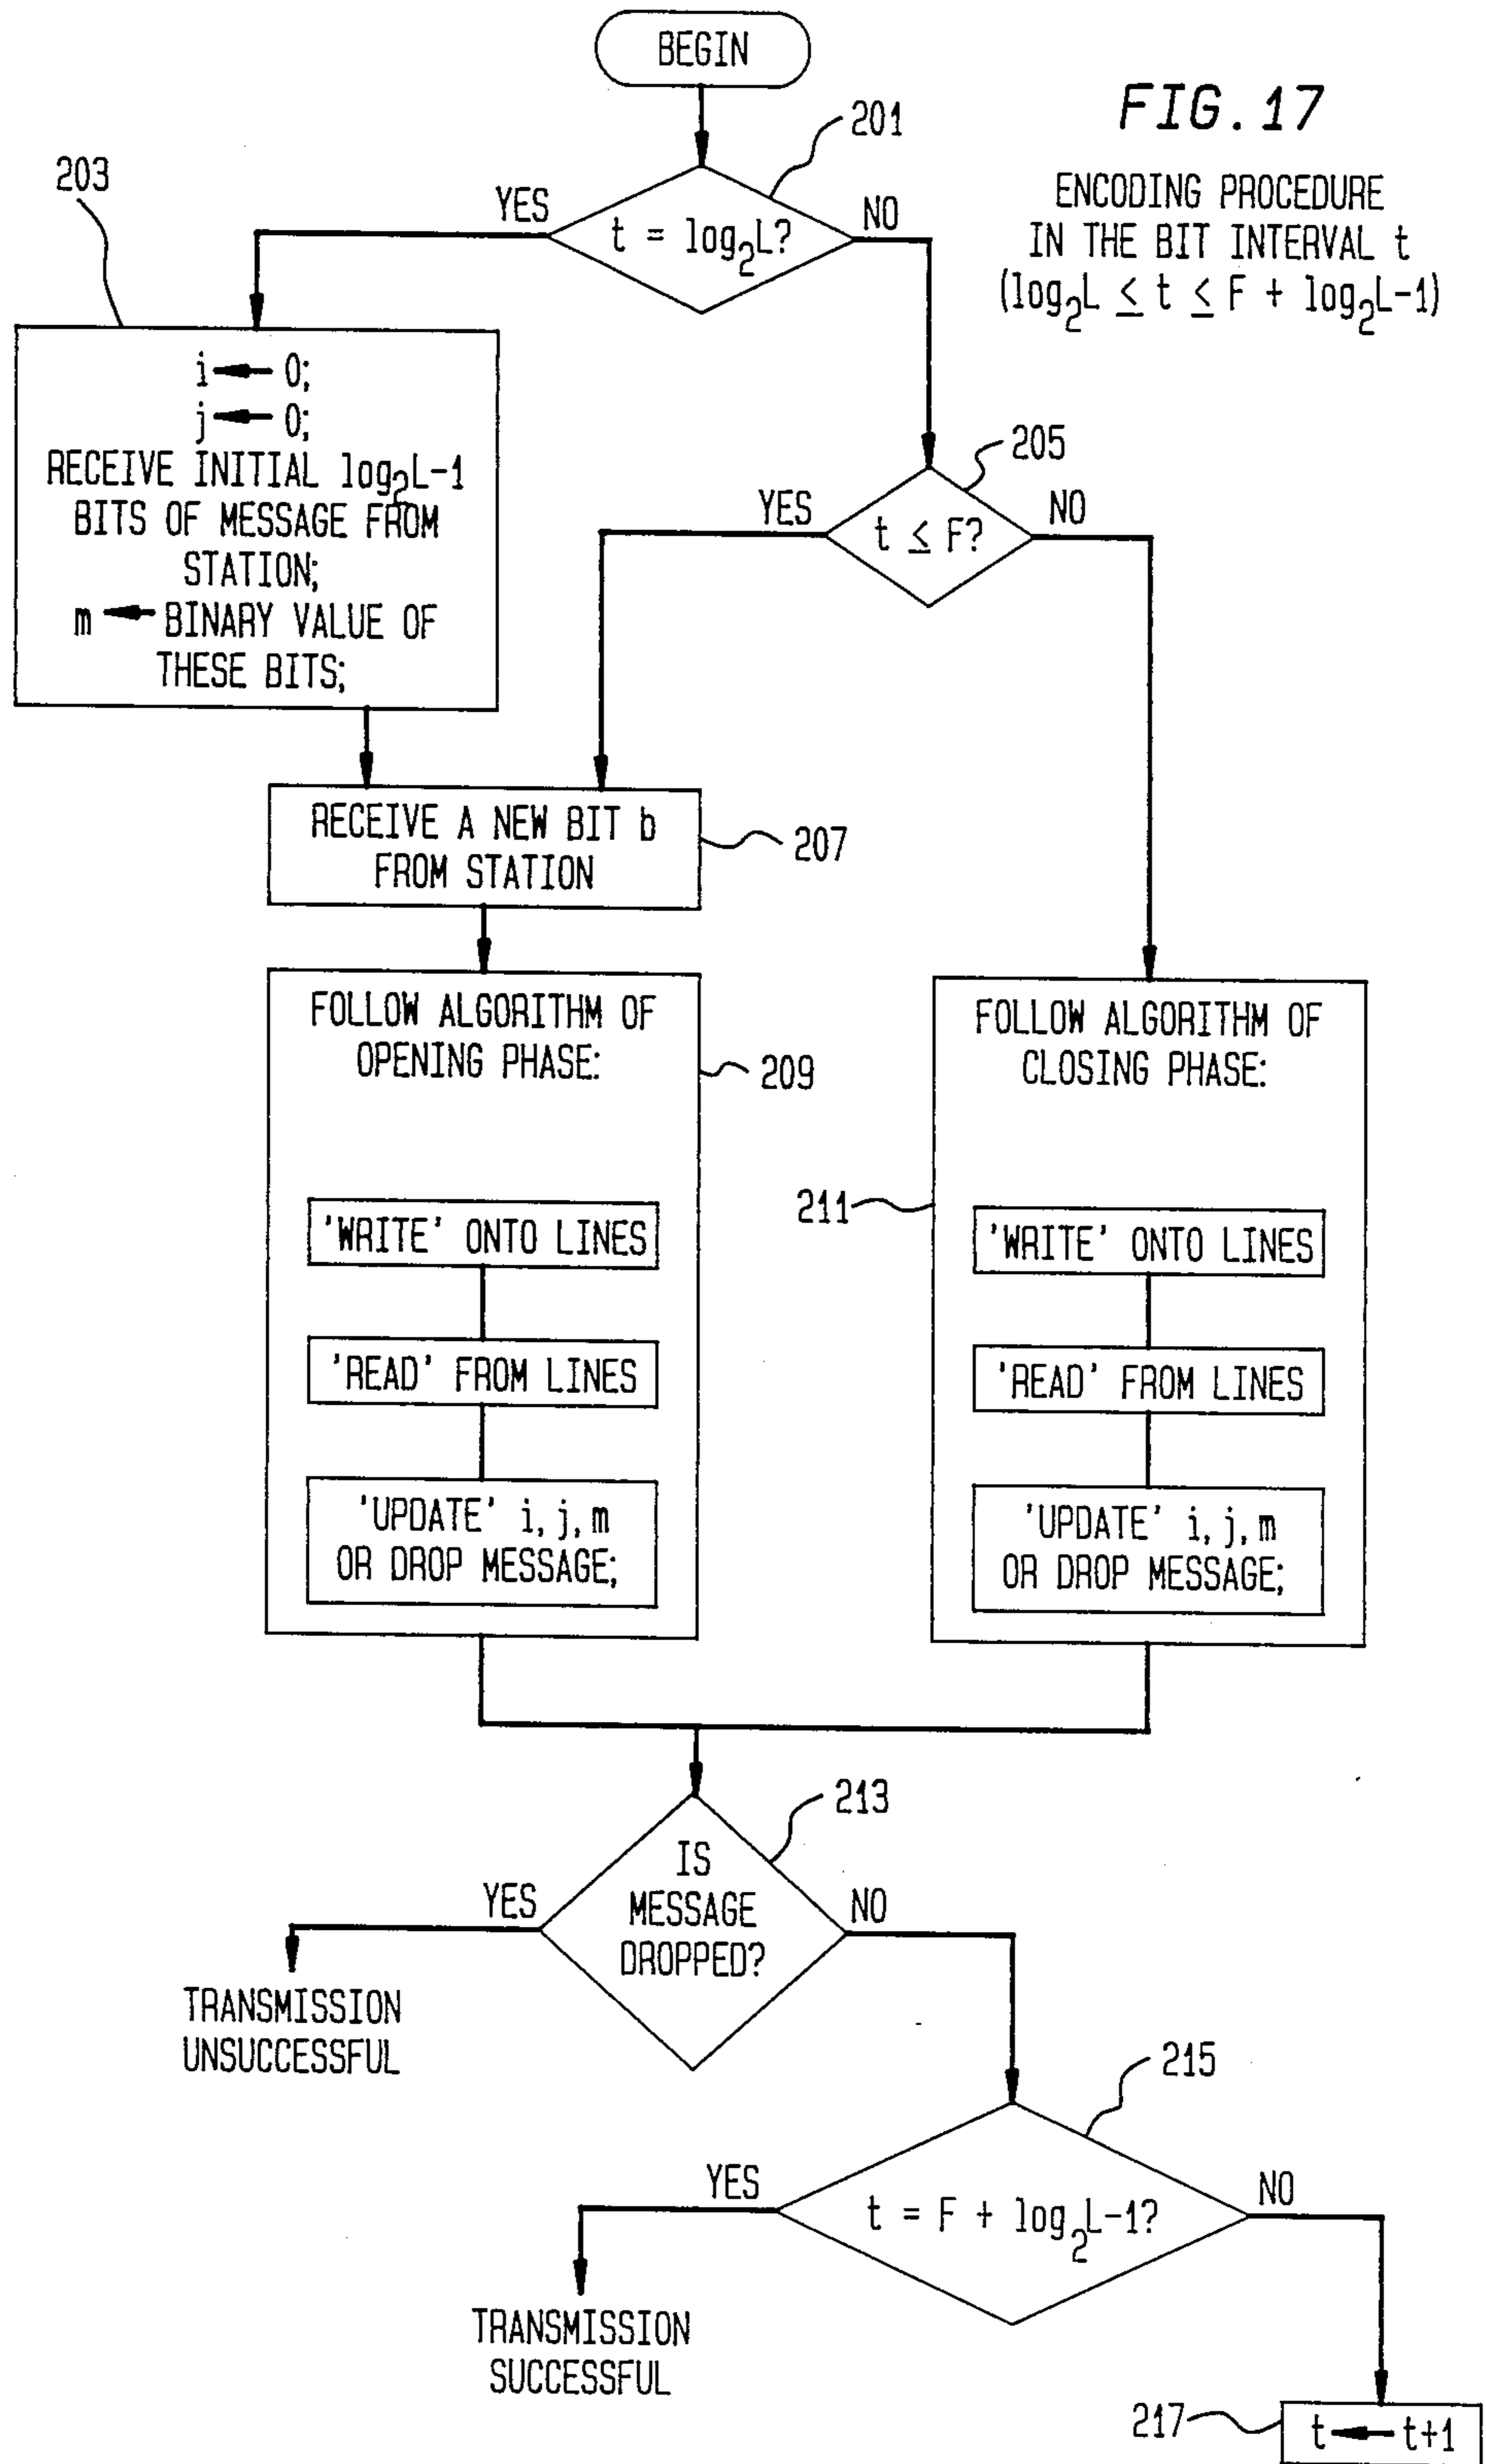 BEGIN
FIG. 17
ENCODING PROCEDURE
IN THE BIT INTERVAL t
(log₂L ≤ t ≤ F + log₂L-1)
201
t = log₂L?
YES
NO
203
i ← 0;
j ← 0;
RECEIVE INITIAL log₂L-1
BITS OF MESSAGE FROM
STATION;
m ← BINARY VALUE OF
THESE BITS;
205
t ≤ F?
YES
NO
RECEIVE A NEW BIT b
FROM STATION
207
FOLLOW ALGORITHM OF
OPENING PHASE:
209
'WRITE' ONTO LINES
'READ' FROM LINES
'UPDATE' i, j, m
OR DROP MESSAGE;
FOLLOW ALGORITHM OF
CLOSING PHASE:
211
'WRITE' ONTO LINES
'READ' FROM LINES
'UPDATE' i, j, m
OR DROP MESSAGE;
213
IS
MESSAGE
DROPPED?
YES
NO
TRANSMISSION
UNSUCCESSFUL
215
t = F + log₂L-1?
YES
NO
TRANSMISSION
SUCCESSFUL
217
t ← t+1